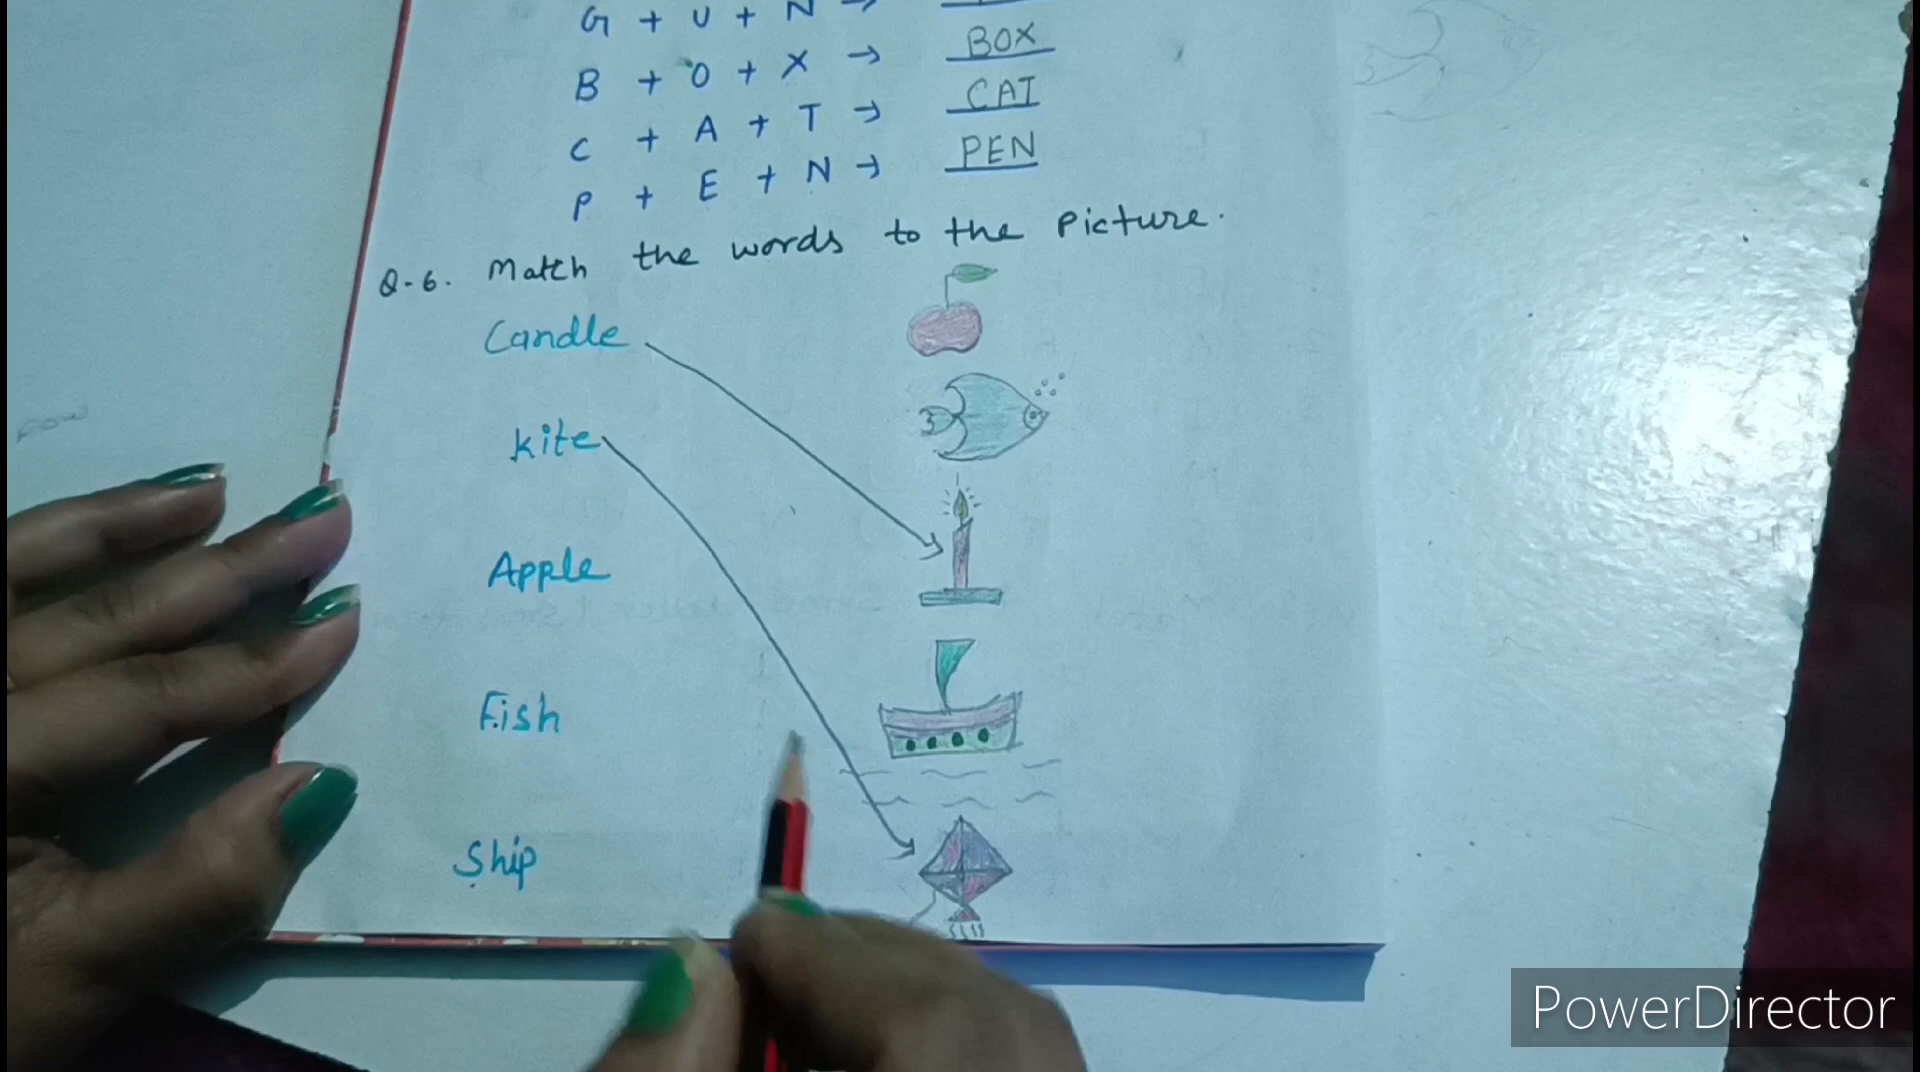 G + U + N →
B + O + X → BOX
C + A + T → CAT
P + E + N → PEN
Q-6. Match the words to the picture.
Candle
kite
Apple
Fish
Ship
PowerDirector